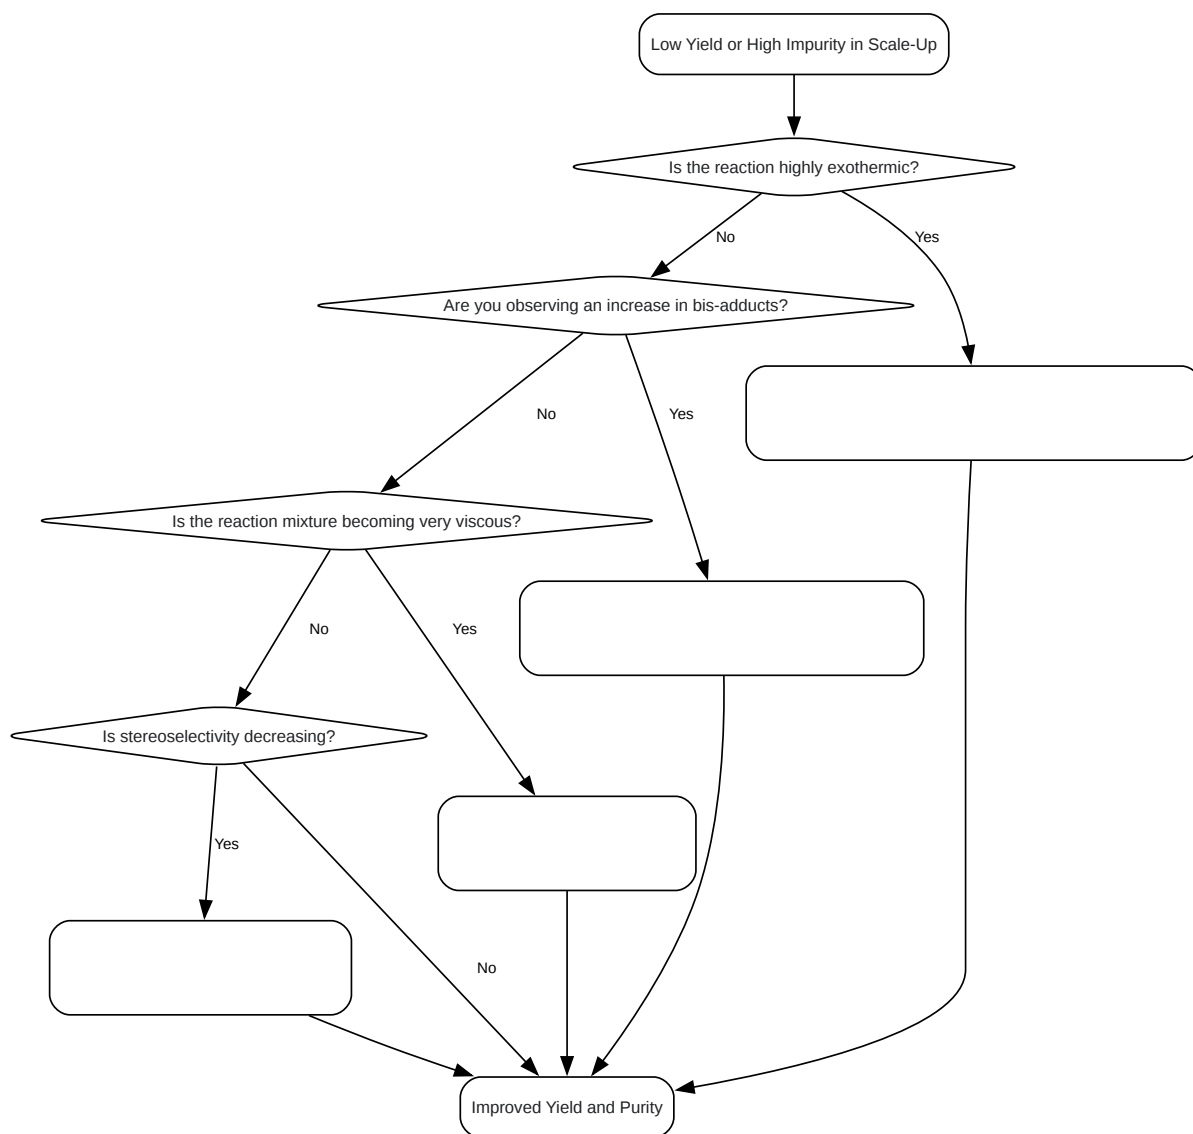 Low Yield or High Impurity in Scale-Up
Is the reaction highly exothermic?
No
Yes
Are you observing an increase in bis-adducts?
No
Yes
Is the reaction mixture becoming very viscous?
No
Yes
Is stereoselectivity decreasing?
Yes
No
Improved Yield and Purity